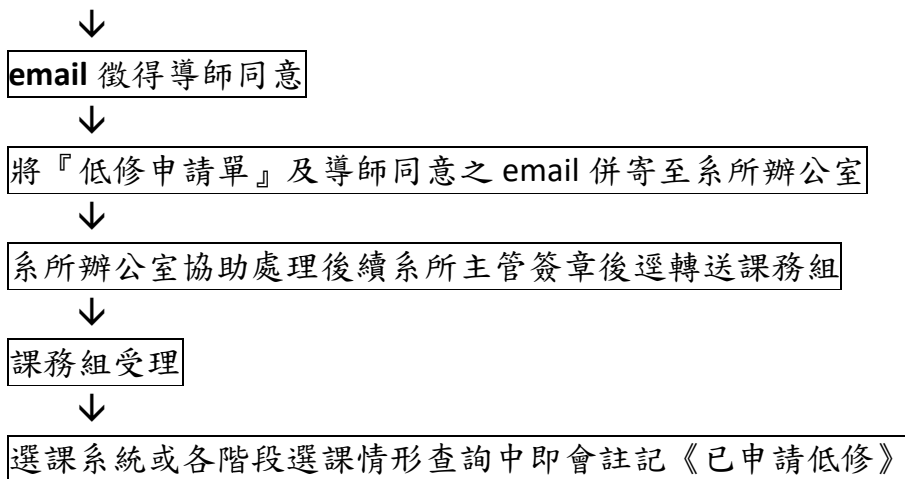 ↓
email 徵得導師同意
↓
將『低修申請單』及導師同意之 email 併寄至系所辦公室
↓
系所辦公室協助處理後續系所主管簽章後逕轉送課務組
↓
課務組受理
↓
選課系統或各階段選課情形查詢中即會註記《已申請低修》